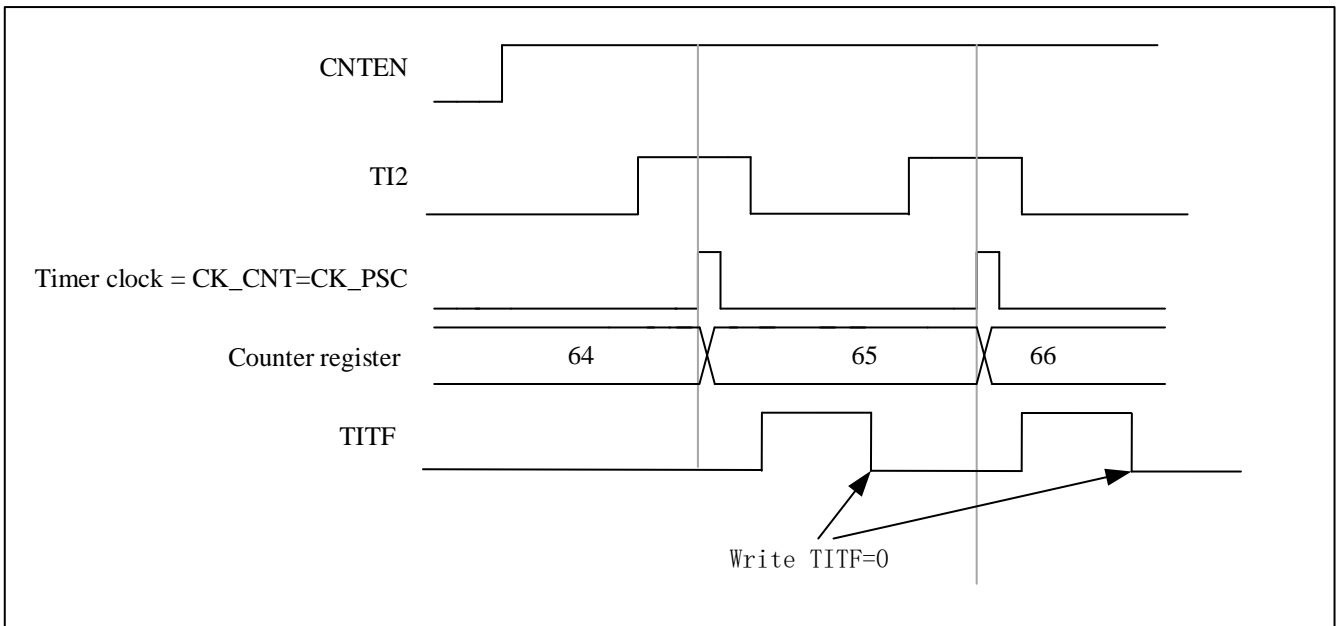 CNTEN
TI2
Timer clock = CK_CNT=CK_PSC
Counter register
64
65
66
TITF
Write TITF=0